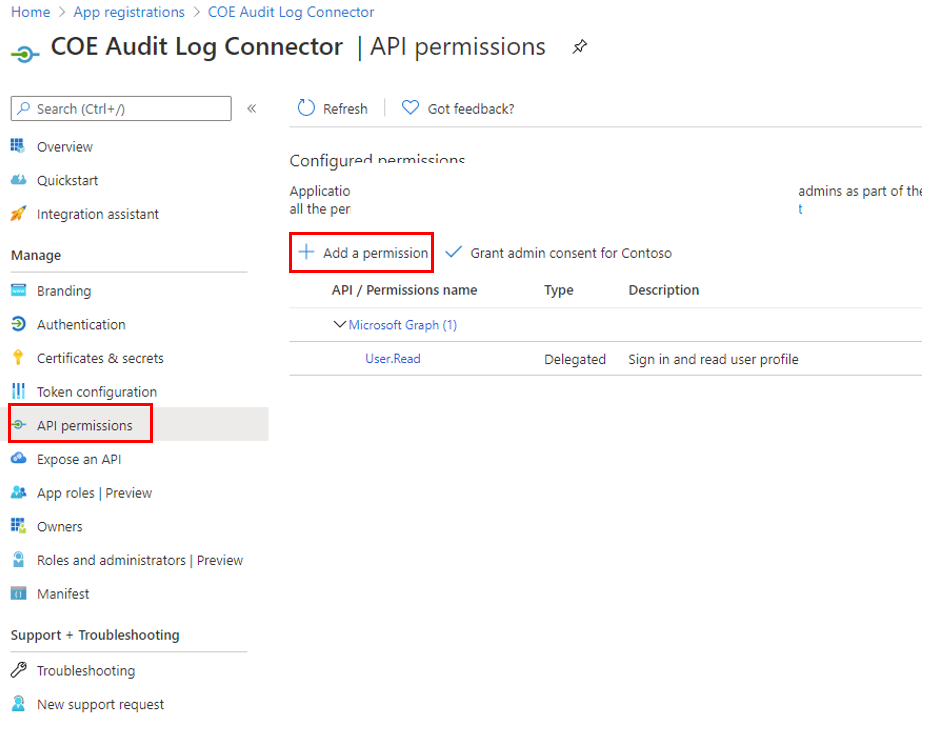 Home > App registrations > COE Audit Log Connector
COE Audit Log Connector | API permissions
Search (Ctrl+/)
Overview
Quickstart
Integration assistant
Manage
Branding
Authentication
Certificates & secrets
Token configuration
API permissions
Expose an API
App roles | Preview
Owners
Roles and administrators | Preview
Manifest
Support + Troubleshooting
Troubleshooting
New support request
Refresh
Got feedback?
Configured permissions
Applicatio admins as part of the
all the per t
Add a permission
Grant admin consent for Contoso
API / Permissions name Type Description
Microsoft Graph (1)
User.Read Delegated Sign in and read user profile